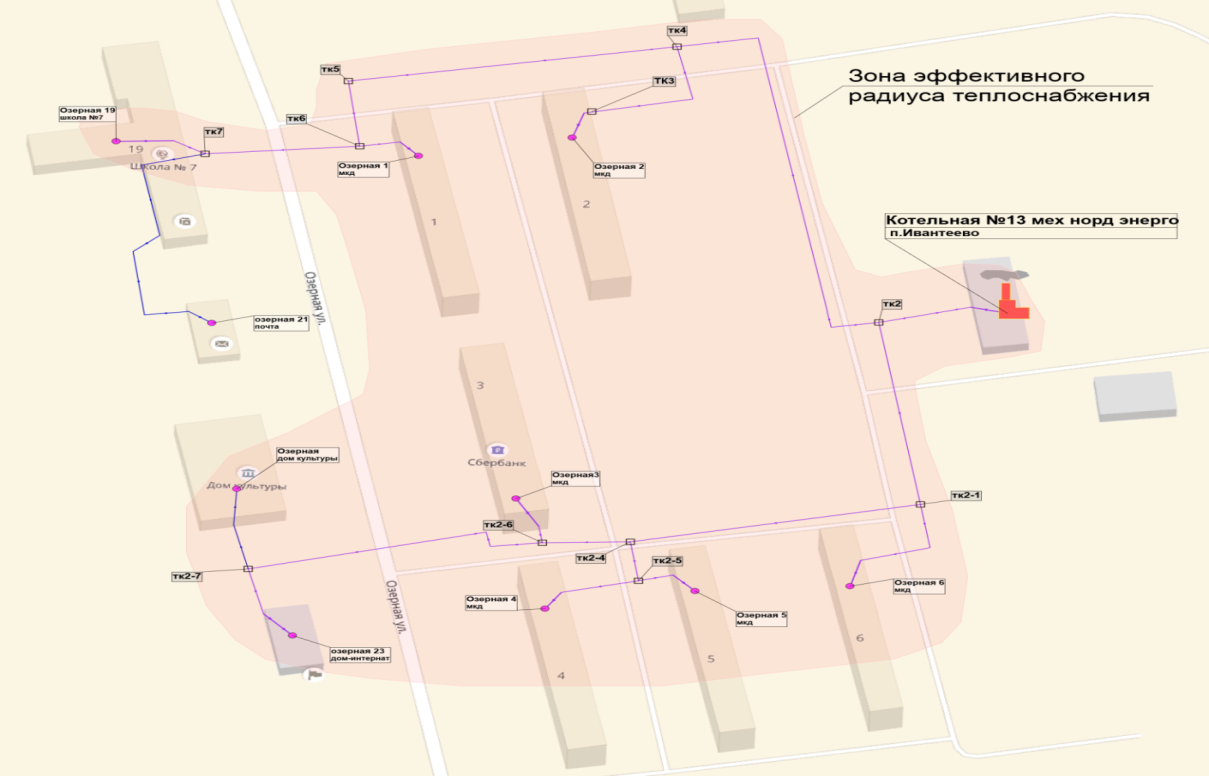 тк4
Зона эффективного
радиуса теплоснабжения
тк5
ТК3
Озерная 19
школа №7
тк6
тк7
19
Школа № 7
Озерная 1
мкд
Озерная 2
мкд
1
2
Котельная №13 мех норд энерго
п.Ивантеево
Озерная ул.
тк2
озерная 21
почта
3
Сбербанк
Озерная
дом культуры
Дом культуры
Озерная3
мкд
тк2-1
тк2-6
тк2-4
тк2-5
тк2-7
Озерная ул.
Озерная 4
мкд
Озерная 5
мкд
Озерная 6
мкд
озерная 23
дом-интернат
4
5
6